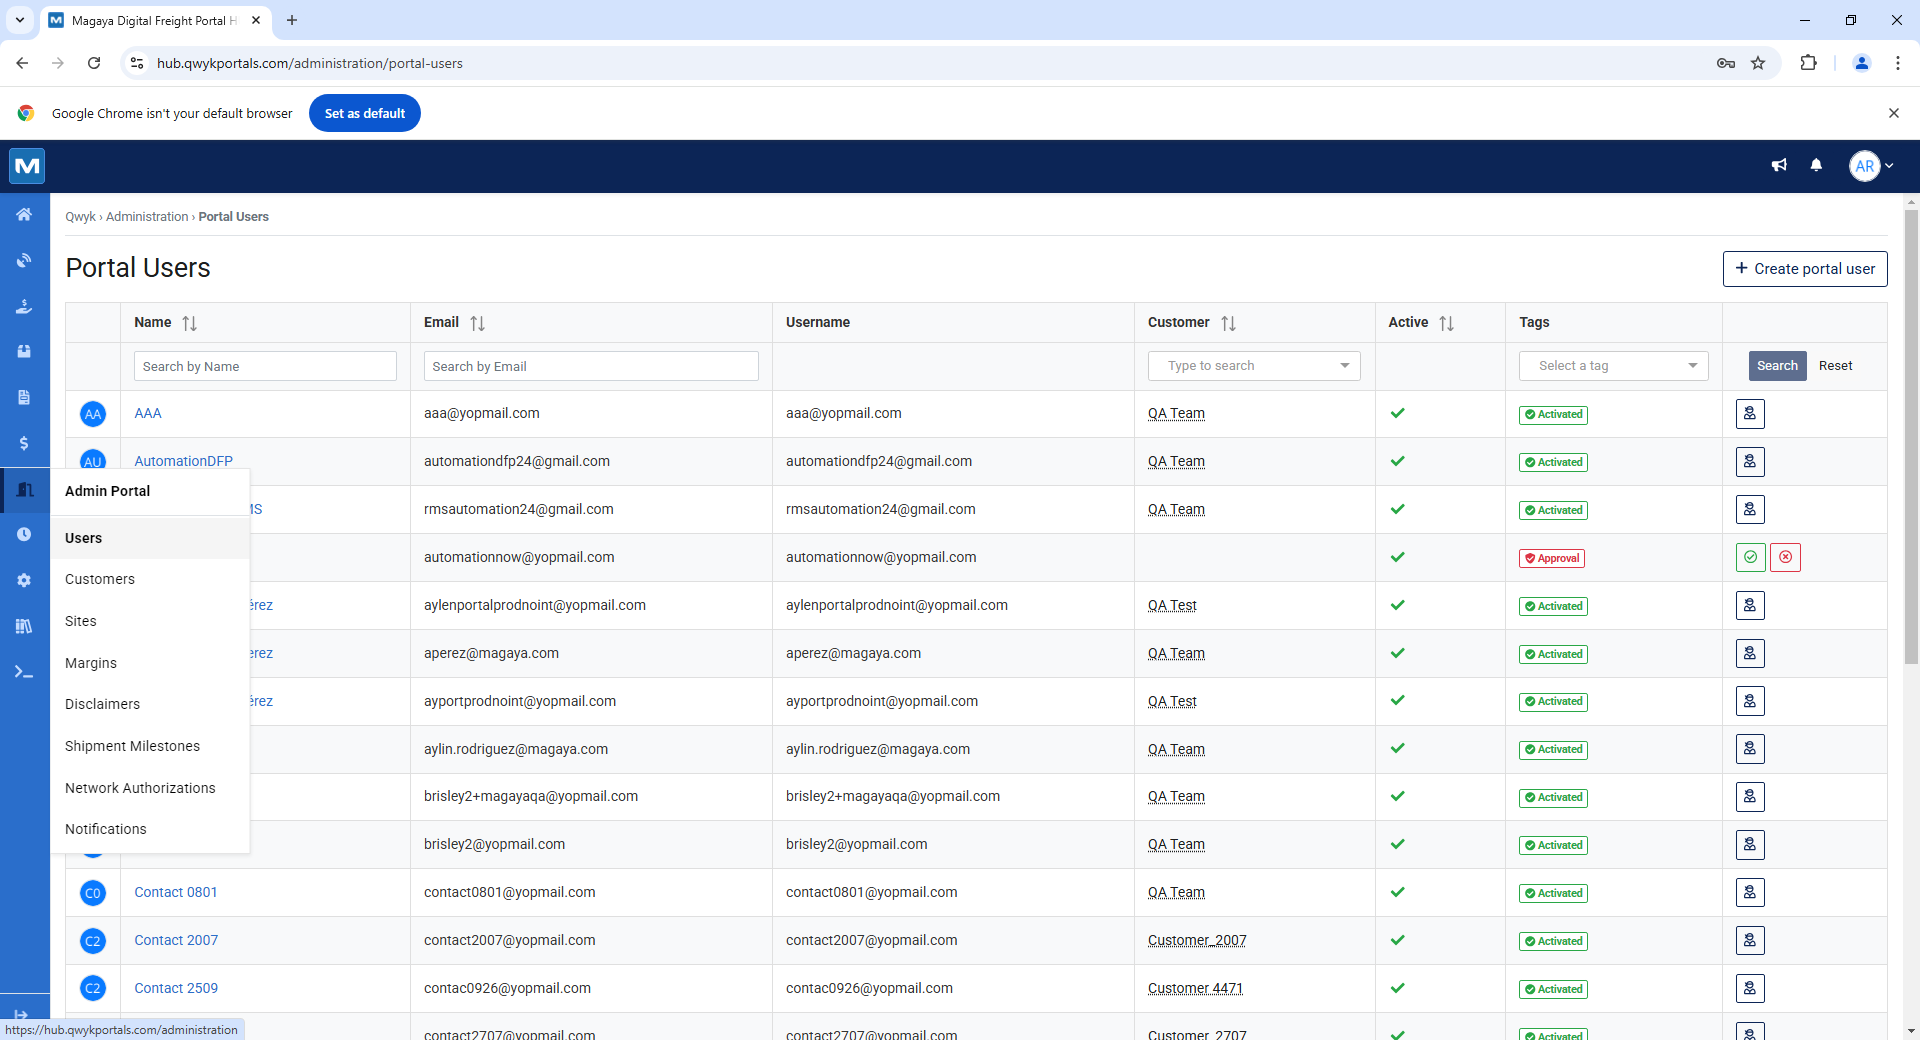 Magaya Digital Freight Portal H
hub.qwykportals.com/administration/portal-users
Google Chrome isn't your default browser
Set as default
M
AR
Qwyk › Administration › Portal Users
Portal Users
+ Create portal user
Name Email Username Customer Active Tags
Search by Name Search by Email Type to search Select a tag Search Reset
AA AAA aaa@yopmail.com aaa@yopmail.com QA Team Activated
AU AutomationDFP automationdfp24@gmail.com automationdfp24@gmail.com QA Team Activated
MS rmsautomation24@gmail.com rmsautomation24@gmail.com QA Team Activated
automationnow@yopmail.com automationnow@yopmail.com Approval
érez aylenportalprodnoint@yopmail.com aylenportalprodnoint@yopmail.com QA Test Activated
erez aperez@magaya.com aperez@magaya.com QA Team Activated
érez ayportprodnoint@yopmail.com ayportprodnoint@yopmail.com QA Test Activated
aylin.rodriguez@magaya.com aylin.rodriguez@magaya.com QA Team Activated
brisley2+magayaqa@yopmail.com brisley2+magayaqa@yopmail.com QA Team Activated
brisley2@yopmail.com brisley2@yopmail.com QA Team Activated
C0 Contact 0801 contact0801@yopmail.com contact0801@yopmail.com QA Team Activated
C2 Contact 2007 contact2007@yopmail.com contact2007@yopmail.com Customer_2007 Activated
C2 Contact 2509 contac0926@yopmail.com contac0926@yopmail.com Customer 4471 Activated
contact2707@yopmail.com contact2707@yopmail.com Customer 2707 Activated
Admin Portal
Users
Customers
Sites
Margins
Disclaimers
Shipment Milestones
Network Authorizations
Notifications
https://hub.qwykportals.com/administration